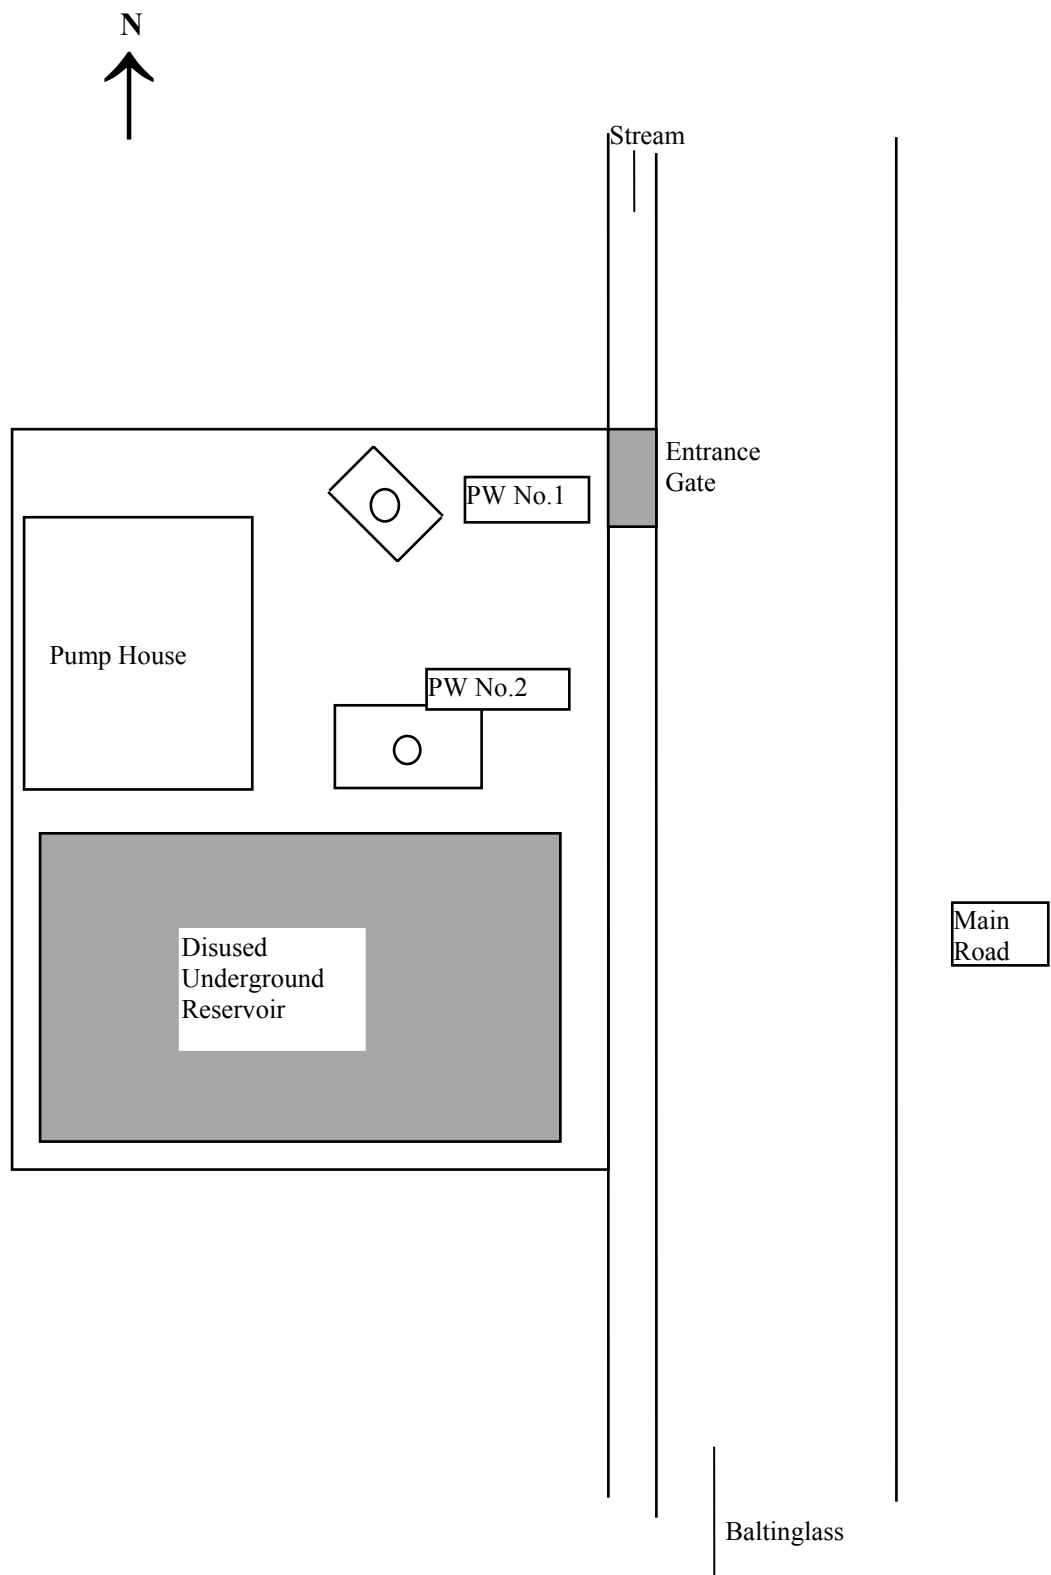 N
Stream
Entrance
Gate
PW No.1
Pump House
PW No.2
Main
Road
Disused
Underground
Reservoir
Baltinglass